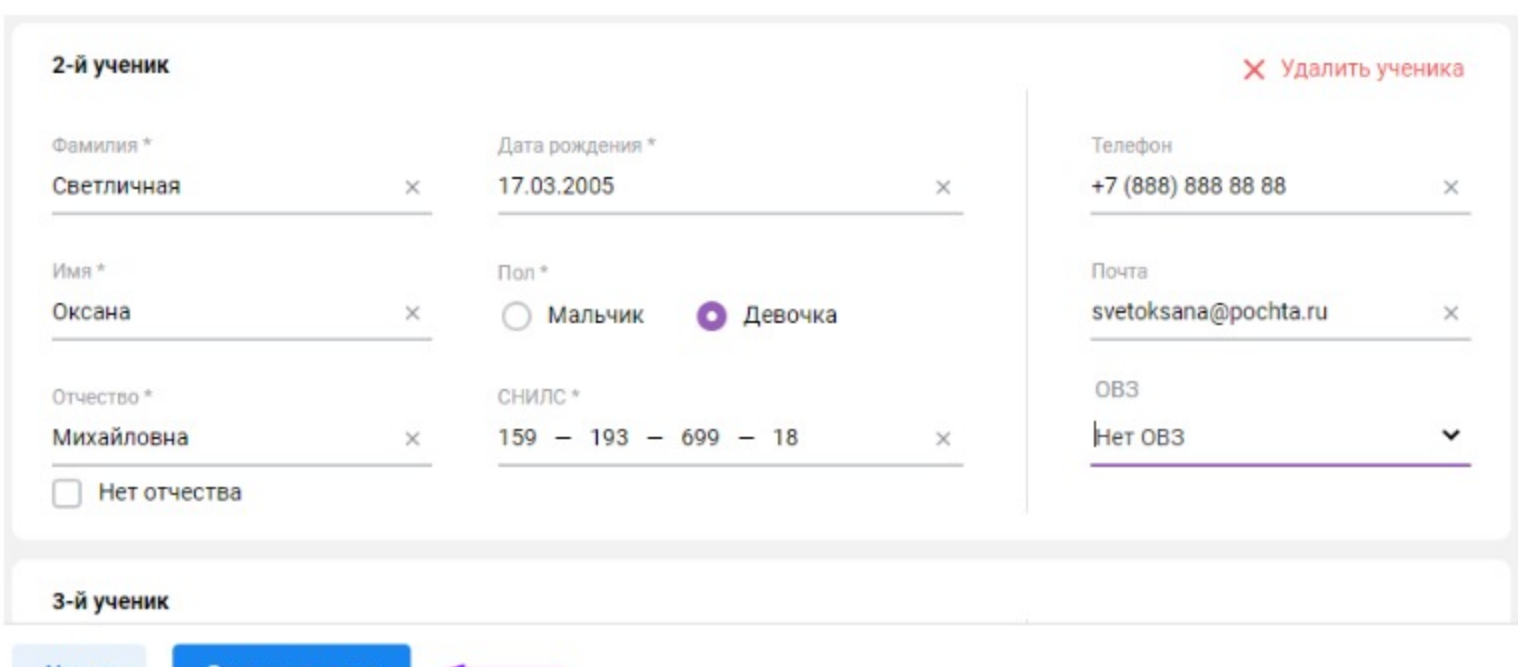 2-й ученик
Удалить ученика
Фамилия *
Светличная
Дата рождения *
17.03.2005
Телефон
+7 (888) 888 88 88
Имя *
Оксана
Пол *
Мальчик
Девочка
Почта
svetoksana@pochta.ru
Отчество *
Михайловна
Нет отчества
СНИЛС *
159 – 193 – 699 – 18
ОВЗ
Нет ОВЗ
3-й ученик